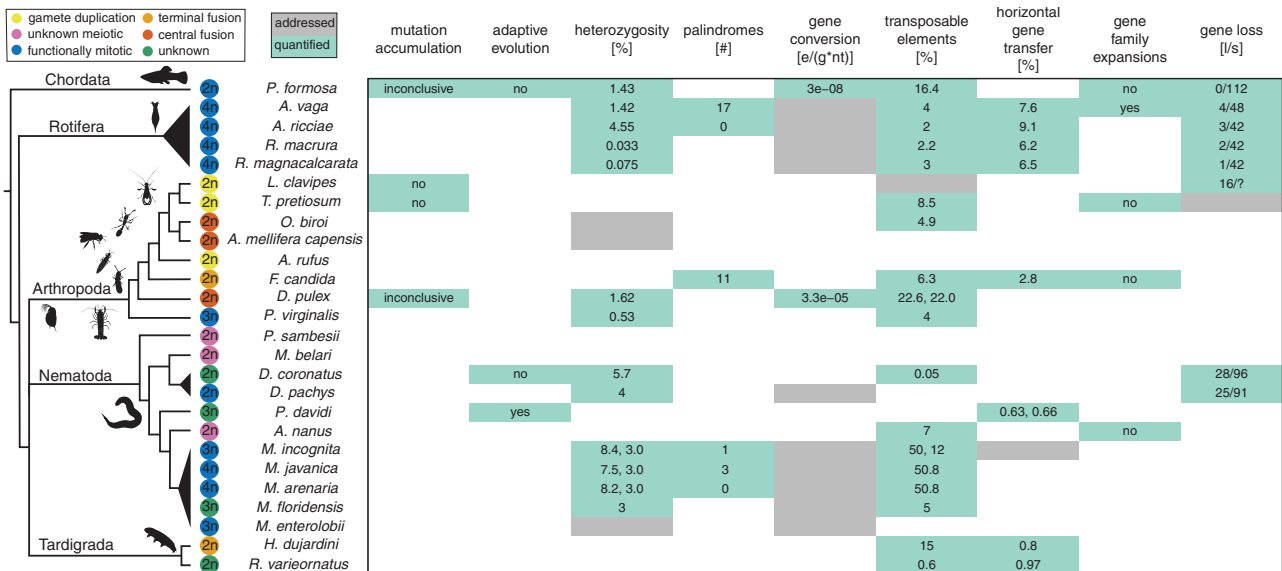 gamete duplication terminal fusion
unknown meiotic central fusion
functionally mitotic unknown
addressed
quantified
mutation accumulation
adaptive evolution
heterozygosity [%]
palindromes [#]
gene conversion [e/(g*nt)]
transposable elements [%]
horizontal gene transfer [%]
gene family expansions
gene loss [l/s]
Chordata
2n P. formosa inconclusive no 1.43 3e−08 16.4 no 0/112
4n A. vaga 1.42 17 4 7.6 yes 4/48
Rotifera
4n A. ricciae 4.55 0 2 9.1 3/42
4n R. macrura 0.033 2.2 6.2 2/42
4n R. magnacalcarata 0.075 3 6.5 1/42
2n L. clavipes no 16/?
2n T. pretiosum no 8.5 no
2n O. biroi 4.9
2n A. mellifera capensis
2n A. rufus
2n F. candida 11 6.3 2.8 no
Arthropoda
2n D. pulex inconclusive 1.62 3.3e−05 22.6, 22.0
3n P. virginalis 0.53 4
2n P. sambesii
2n M. belari
Nematoda
2n D. coronatus no 5.7 0.05 28/96
2n D. pachys 4 25/91
3n P. davidi yes 0.63, 0.66
2n A. nanus 7 no
3n M. incognita 8.4, 3.0 1 50, 12
4n M. javanica 7.5, 3.0 3 50.8
4n M. arenaria 8.2, 3.0 0 50.8
3n M. floridensis 3 5
3n M. enterolobii
Tardigrada
2n H. dujardini 15 0.8
2n R. varieornatus 0.6 0.97